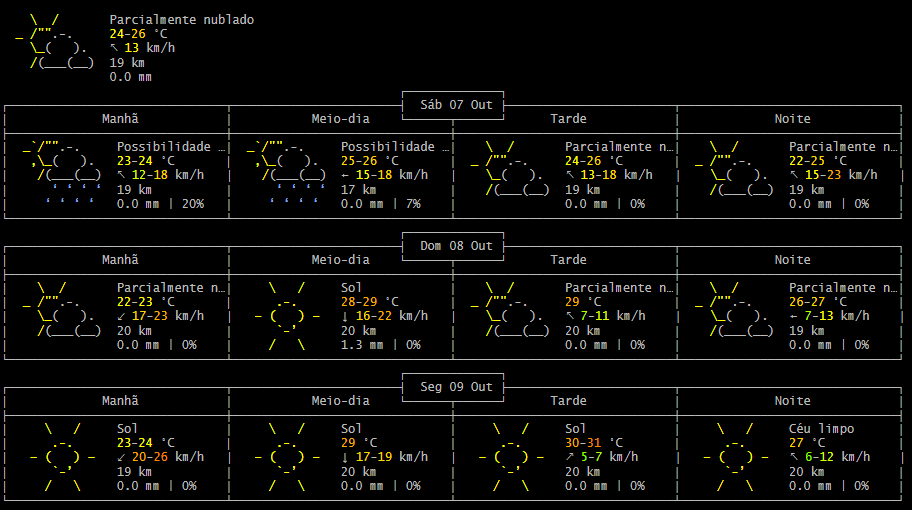 Parcialmente nublado
24-26 °C
↖ 13 km/h
19 km
0.0 mm
Sáb 07 Out
Manhã Meio-dia Tarde Noite
Possibilidade … Possibilidade … Parcialmente n… Parcialmente n…
23-24 °C 25-26 °C 24-26 °C 22-25 °C
↖ 12-18 km/h ← 15-18 km/h ↖ 13-18 km/h ↖ 15-23 km/h
19 km 17 km 19 km 19 km
0.0 mm | 20% 0.0 mm | 7% 0.0 mm | 0% 0.0 mm | 0%
Dom 08 Out
Manhã Meio-dia Tarde Noite
Parcialmente n… Sol Parcialmente n… Parcialmente n…
22-23 °C 28-29 °C 29 °C 26-27 °C
↙ 17-23 km/h ↓ 16-22 km/h ↖ 7-11 km/h ← 7-13 km/h
20 km 20 km 20 km 19 km
0.0 mm | 0% 1.3 mm | 0% 0.0 mm | 0% 0.0 mm | 0%
Seg 09 Out
Manhã Meio-dia Tarde Noite
Sol Sol Sol Céu limpo
23-24 °C 29 °C 30-31 °C 27 °C
↙ 20-26 km/h ↓ 17-19 km/h ↗ 5-7 km/h ↖ 6-12 km/h
19 km 20 km 20 km 20 km
0.0 mm | 0% 0.0 mm | 0% 0.0 mm | 0% 0.0 mm | 0%